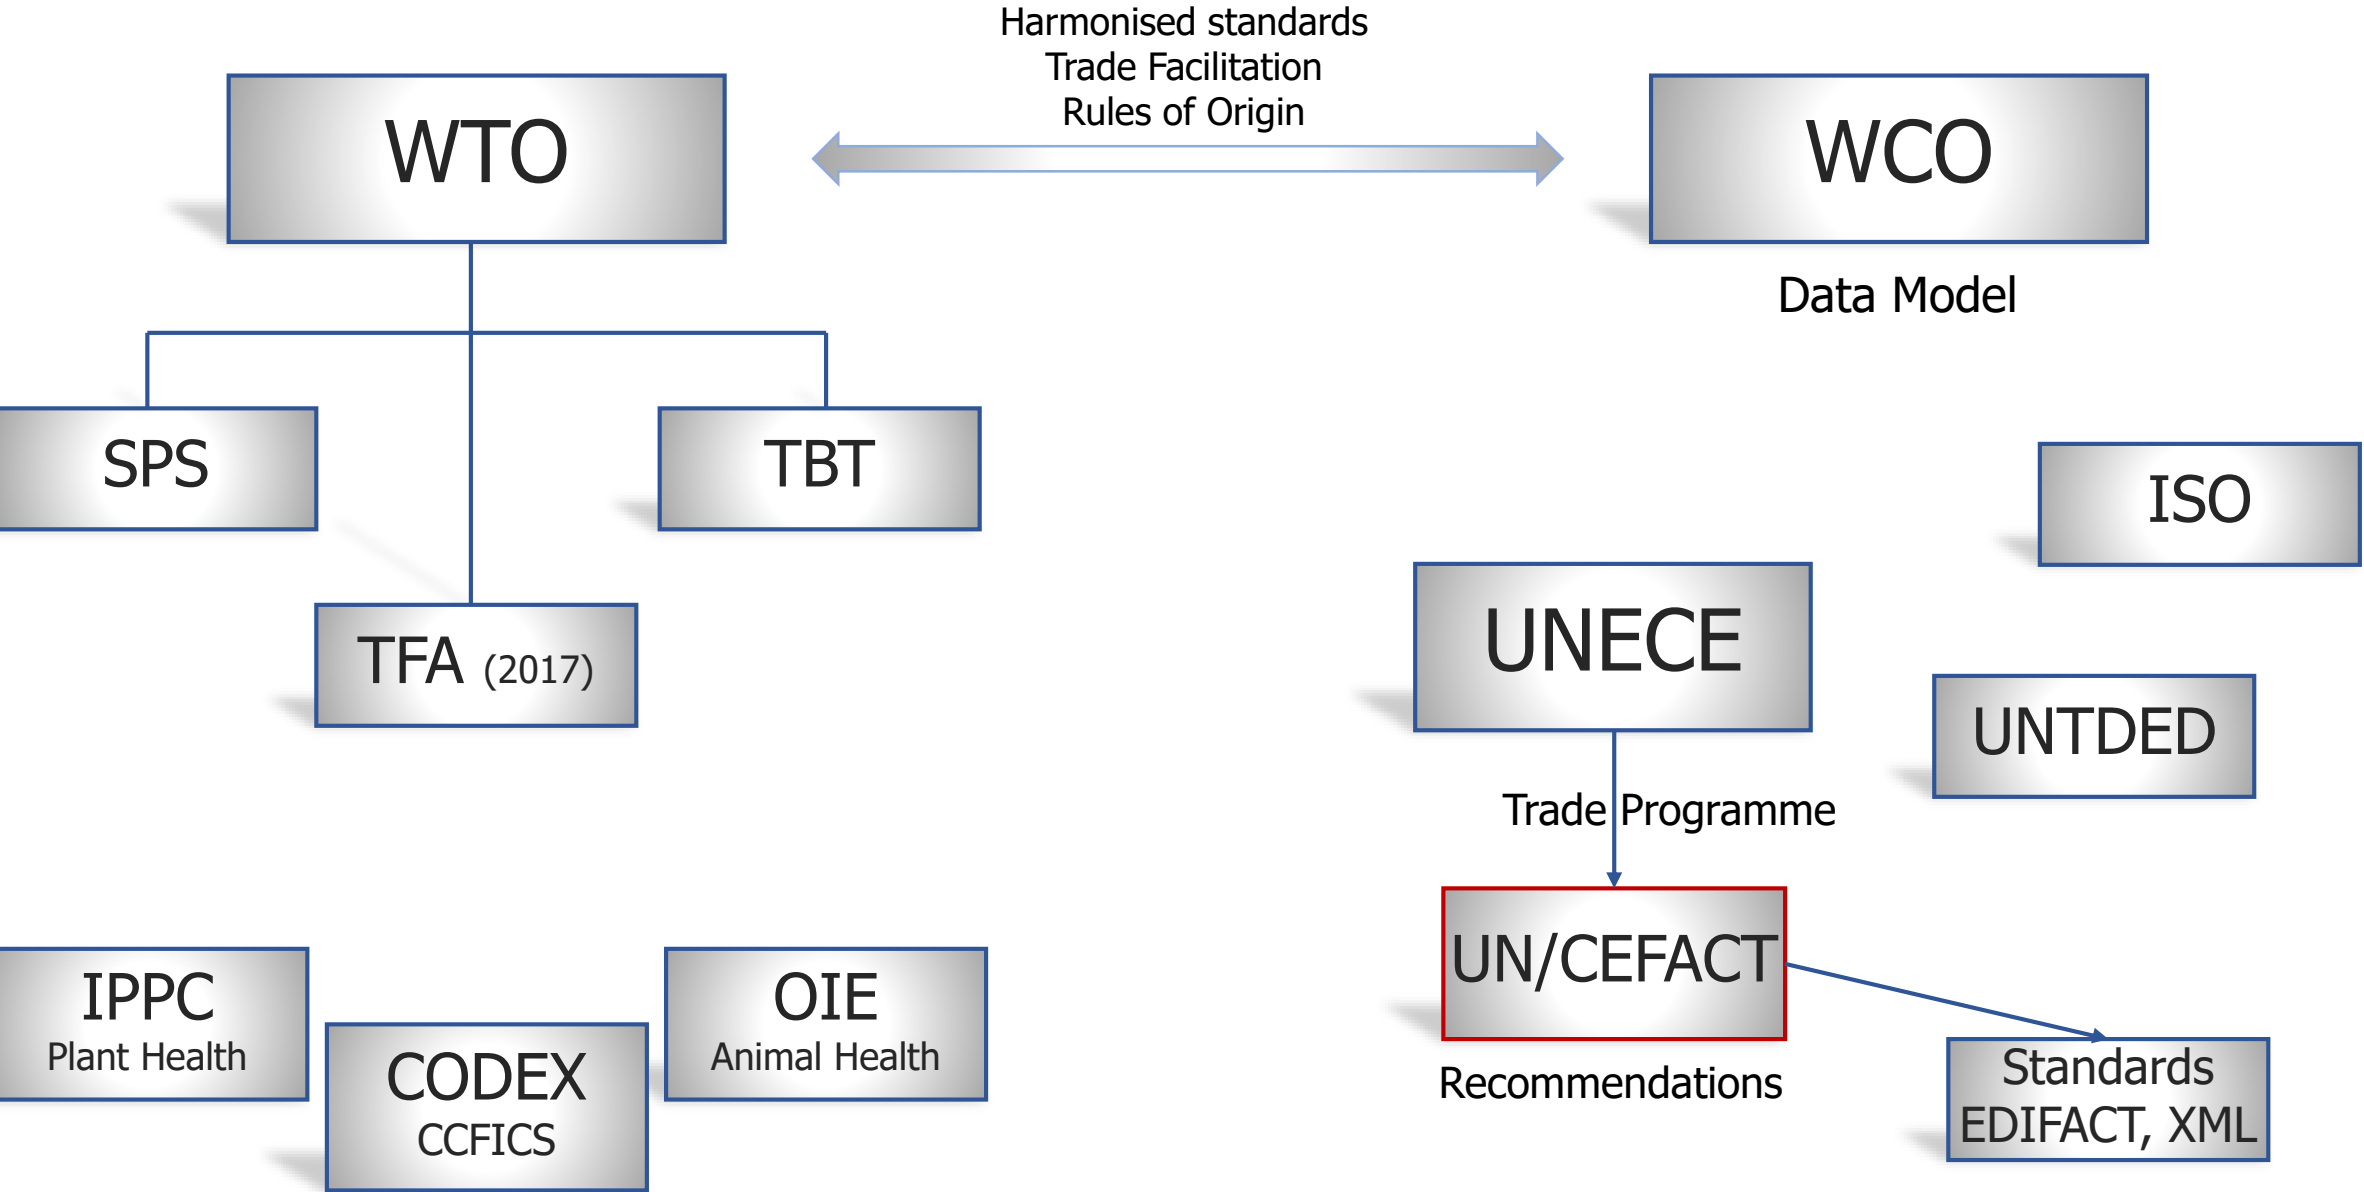 Harmonised standards
Trade Facilitation
Rules of Origin
WTO
WCO
Data Model
SPS
TBT
ISO
TFA (2017)
UNECE
UNTDED
Trade Programme
UN/CEFACT
Recommendations
Standards
EDIFACT, XML
IPPC
Plant Health
CODEX
CCFICS
OIE
Animal Health